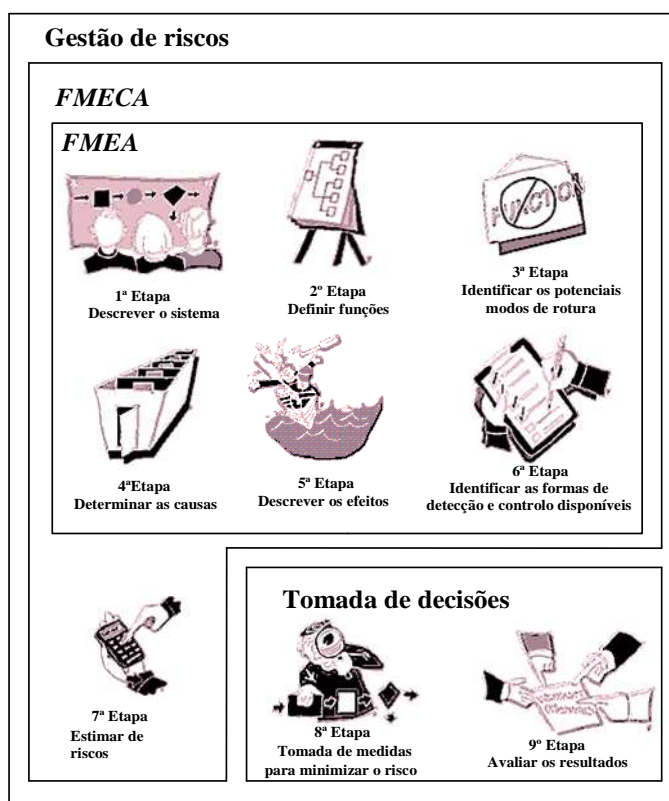 Gestão de riscos
FMECA
FMEA
1ª Etapa
Descrever o sistema
2º Etapa
Definir funções
FUNCTION
3ª Etapa
Identificar os potenciais
modos de rotura
4ªEtapa
Determinar as causas
5ª Etapa
Descrever os efeitos
6ª Etapa
Identificar as formas de
detecção e controlo disponíveis
7ª Etapa
Estimar de
riscos
Tomada de decisões
8ª Etapa
Tomada de medidas
para minimizar o risco
9º Etapa
Avaliar os resultados